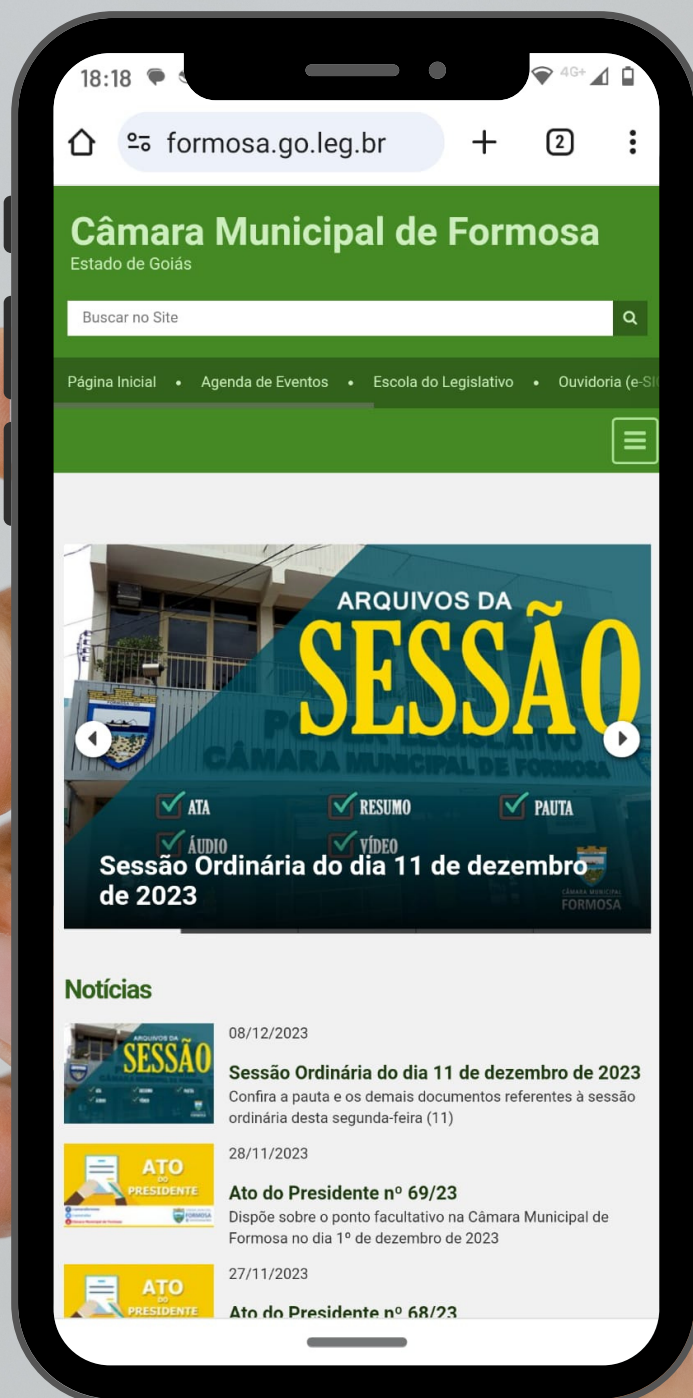 18:18
4G+
formosa.go.leg.br
2
Câmara Municipal de Formosa
Estado de Goiás
Buscar no Site
Página Inicial • Agenda de Eventos • Escola do Legislativo • Ouvidoria (e-SIC
ARQUIVOS DA
SESSÃO
PODER LEGISLATIVO
CÂMARA MUNICIPAL DE FORMOSA
ATA
RESUMO
PAUTA
ÁUDIO
VÍDEO
Sessão Ordinária do dia 11 de dezembro
de 2023
CÂMARA MUNICIPAL
FORMOSA
Notícias
ARQUIVOS DA
SESSÃO
08/12/2023
Sessão Ordinária do dia 11 de dezembro de 2023
Confira a pauta e os demais documentos referentes à sessão
ordinária desta segunda-feira (11)
ATO
DO
PRESIDENTE
FORMOSA
28/11/2023
Ato do Presidente nº 69/23
Dispõe sobre o ponto facultativo na Câmara Municipal de
Formosa no dia 1º de dezembro de 2023
ATO
DO
PRESIDENTE
27/11/2023
Ato do Presidente nº 68/23